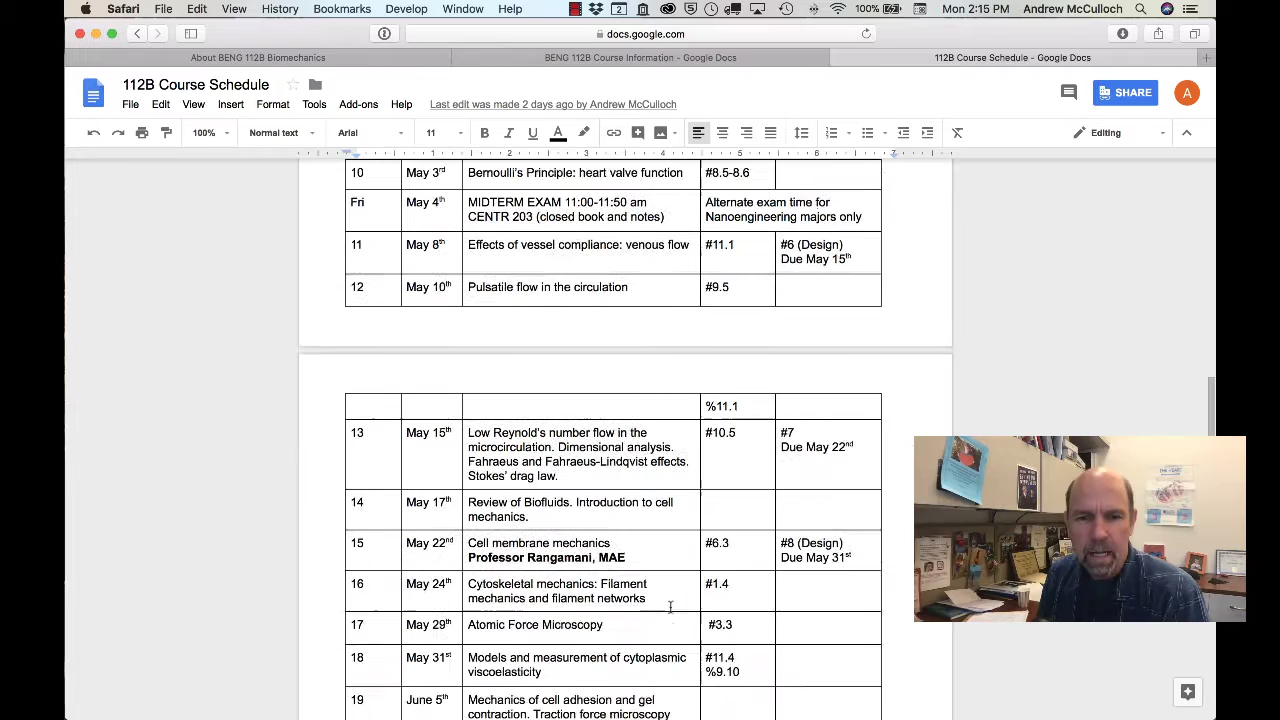 Safari File Edit View History Bookmarks Develop Window Help 100% Mon 2:15 PM Andrew McCulloch
docs.google.com
About BENG 112B Biomechanics BENG 112B Course Information - Google Docs 112B Course Schedule - Google Docs
112B Course Schedule
File Edit View Insert Format Tools Add-ons Help Last edit was made 2 days ago by Andrew McCulloch
SHARE A
100% Normal text Arial 11 Editing
1 2 3 4 5 6 7
10 May 3rd Bernoulli's Principle: heart valve function #8.5-8.6
Fri May 4th MIDTERM EXAM 11:00-11:50 am Alternate exam time for
CENTR 203 (closed book and notes) Nanoengineering majors only
11 May 8th Effects of vessel compliance: venous flow #11.1 #6 (Design)
Due May 15th
12 May 10th Pulsatile flow in the circulation #9.5
%11.1
13 May 15th Low Reynold's number flow in the #10.5 #7
microcirculation. Dimensional analysis. Due May 22nd
Fahraeus and Fahraeus-Lindqvist effects.
Stokes' drag law.
14 May 17th Review of Biofluids. Introduction to cell
mechanics.
15 May 22nd Cell membrane mechanics #6.3 #8 (Design)
Professor Rangamani, MAE Due May 31st
16 May 24th Cytoskeletal mechanics: Filament #1.4
mechanics and filament networks
17 May 29th Atomic Force Microscopy #3.3
18 May 31st Models and measurement of cytoplasmic #11.4
viscoelasticity %9.10
19 June 5th Mechanics of cell adhesion and gel
contraction. Traction force microscopy